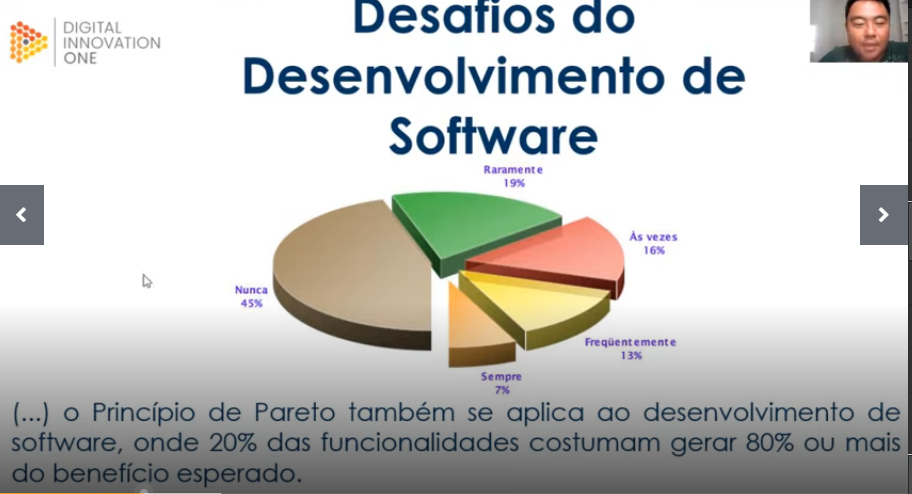 DIGITAL
INNOVATION
ONE
Desafios do
Desenvolvimento de
Software
Raramente
19%
Às vezes
16%
Nunca
45%
Freqüentemente
13%
Sempre
7%
(...) o Princípio de Pareto também se aplica ao desenvolvimento de
software, onde 20% das funcionalidades costumam gerar 80% ou mais
do benefício esperado.